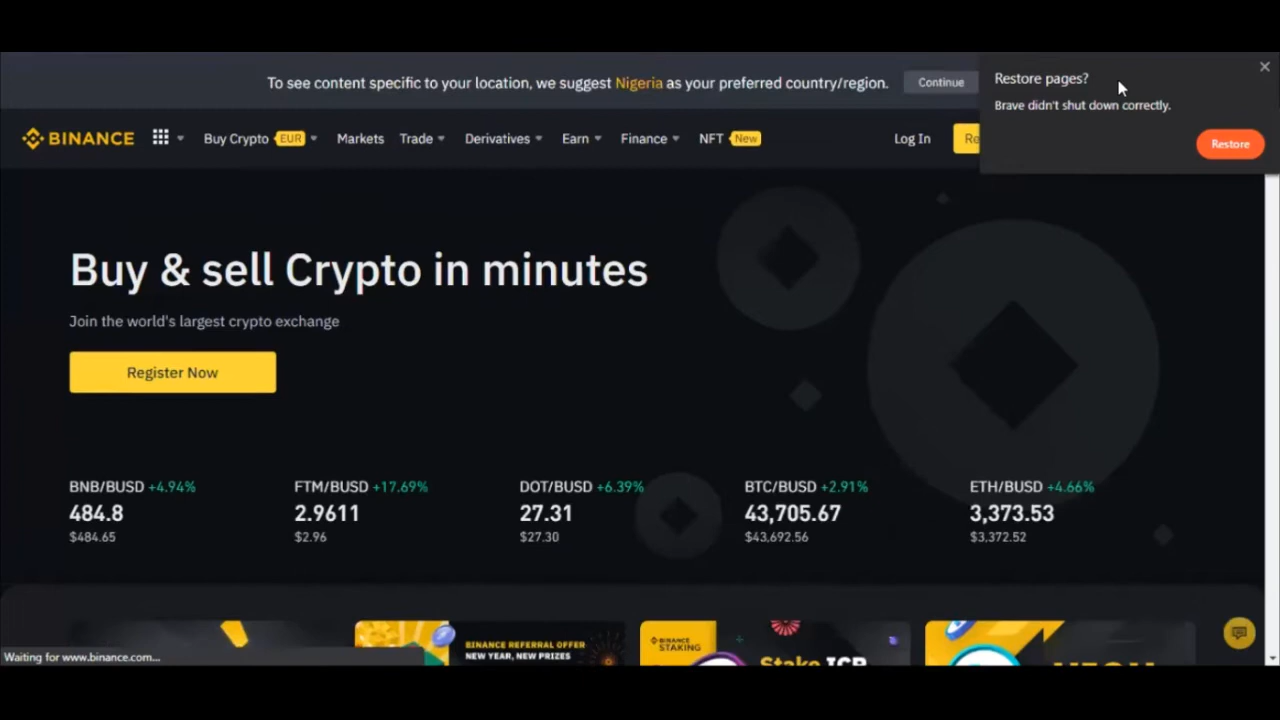 To see content specific to your location, we suggest Nigeria as your preferred country/region.
Continue
Restore pages?
Brave didn't shut down correctly.
Restore
BINANCE
Buy Crypto EUR
Markets
Trade
Derivatives
Earn
Finance
NFT New
Log In
Re
Buy & sell Crypto in minutes
Join the world's largest crypto exchange
Register Now
BNB/BUSD +4.94%
484.8
$484.65
FTM/BUSD +17.69%
2.9611
$2.96
DOT/BUSD +6.39%
27.31
$27.30
BTC/BUSD +2.91%
43,705.67
$43,692.56
ETH/BUSD +4.66%
3,373.53
$3,372.52
BINANCE REFERRAL OFFER
NEW YEAR, NEW PRIZES
BINANCE
STAKING
Stake ICP
Waiting for www.binance.com...